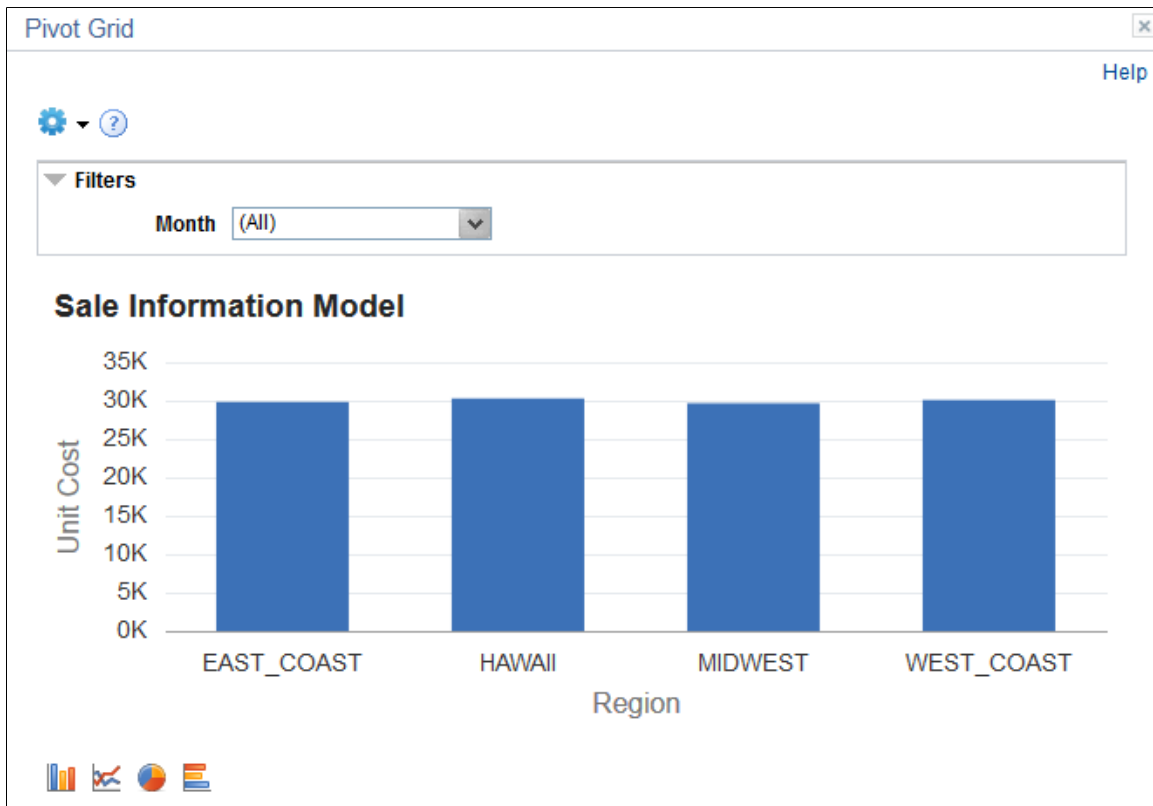 Pivot Grid
Help
Filters
Month (All)
Sale Information Model
35K
30K
25K
20K
15K
10K
5K
0K
Unit Cost
EAST_COAST HAWAII MIDWEST WEST_COAST
Region